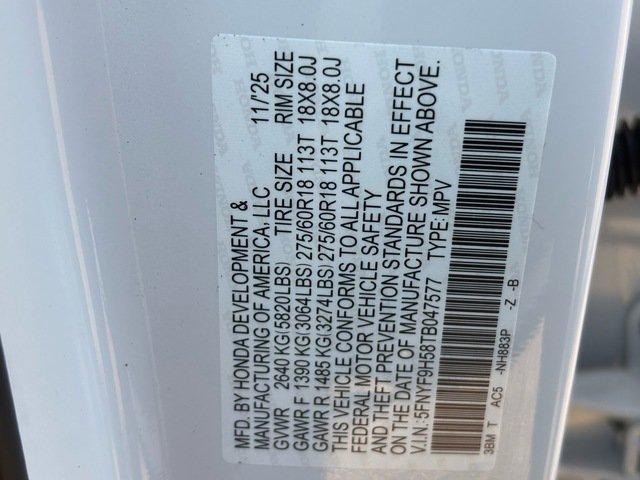 MFD. BY HONDA DEVELOPMENT &
MANUFACTURING OF AMERICA, LLC 11/'25
GVWR 2640 KG(5820LBS) TIRE SIZE RIM SIZE
GAWR F 1390 KG(3064LBS) 275/60R18 113T 18X8.0J
GAWR R 1485 KG(3274LBS) 275/60R18 113T 18X8.0J
THIS VEHICLE CONFORMS TO ALL APPLICABLE
FEDERAL MOTOR VEHICLE SAFETY
AND THEFT PREVENTION STANDARDS IN EFFECT
ON THE DATE OF MANUFACTURE SHOWN ABOVE.
V.I.N.: 5FNYF9H58TB047577 TYPE: MPV
3BM T AC5 -NH883P -Z -B